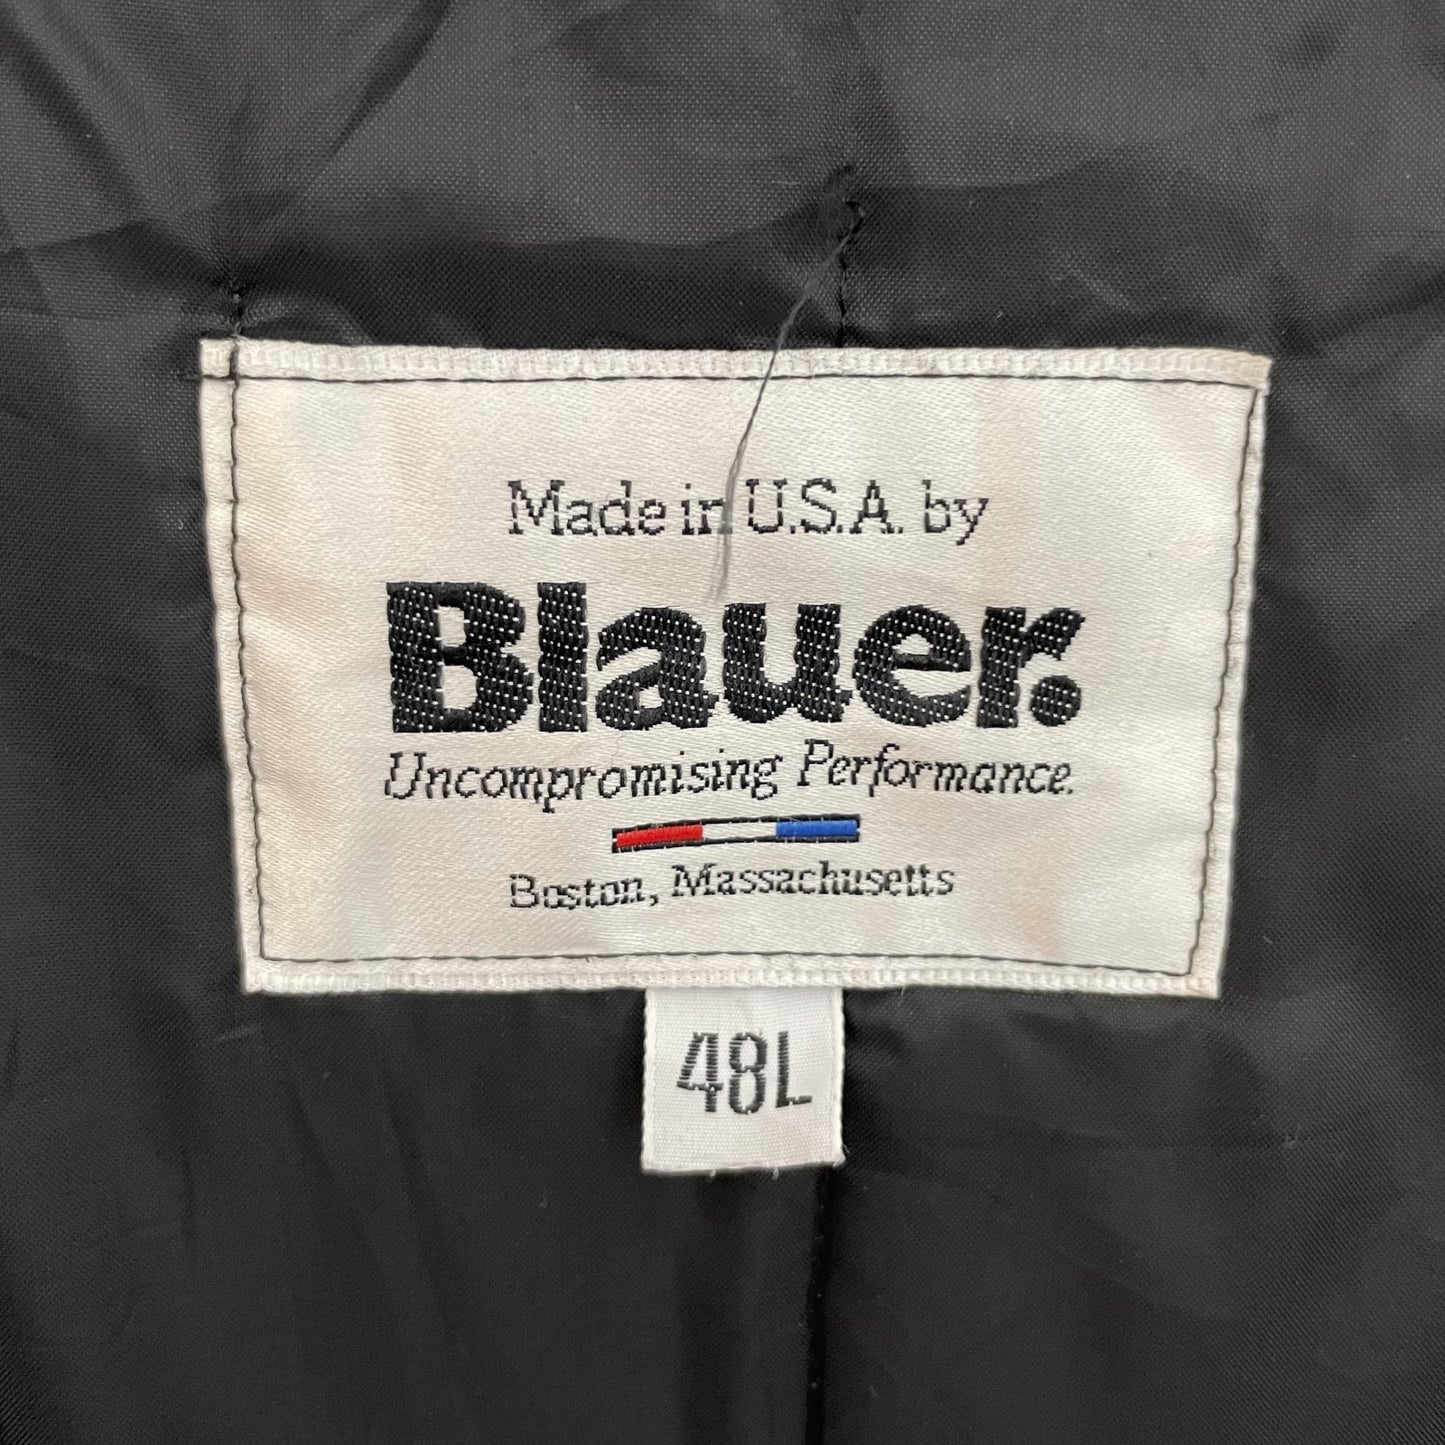 Made in U.S.A. by
Blauer.
Uncompromising Performance.
Boston, Massachusetts
48L